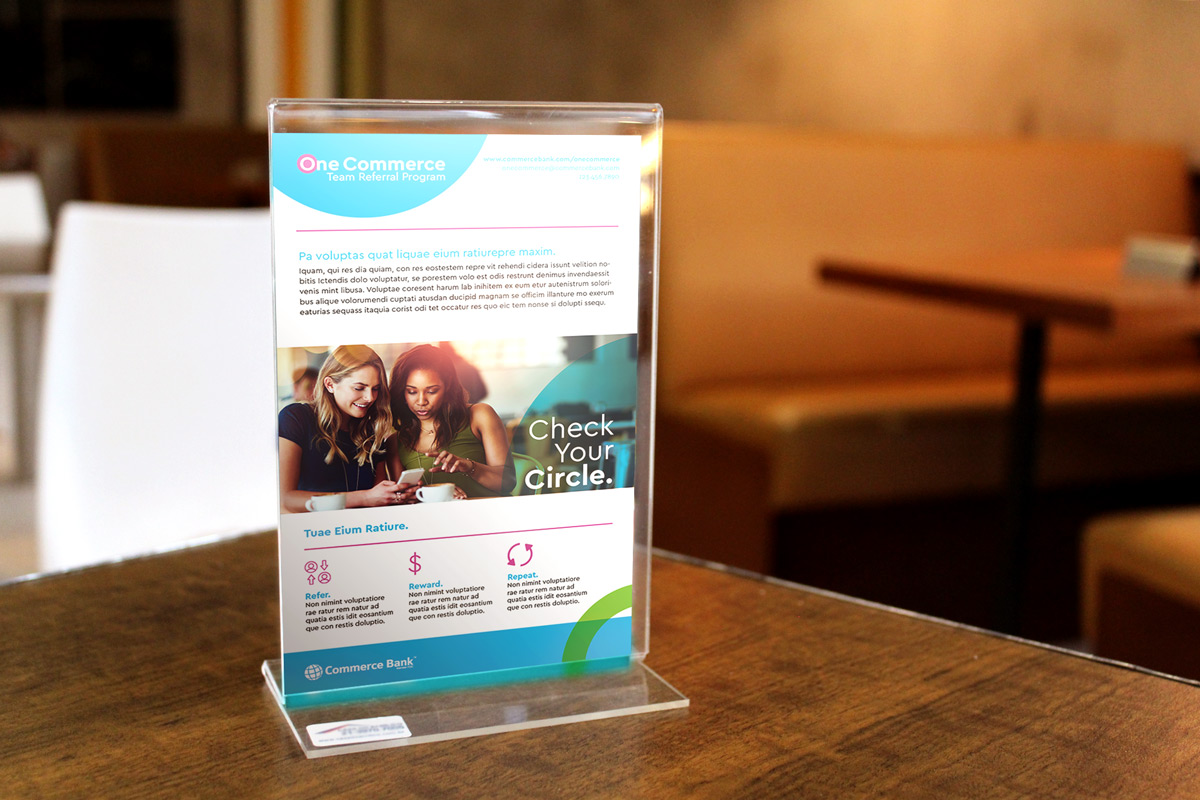 One Commerce
Team Referral Program
www.commercebank.com/onecommerce
onecommerce@commercebank.com
Pa voluptas quat liquae eium ratiurepre maxim.
Iquam, qui res dia quiam, con res eostestem repre vit rehendi cidera issunt velition no-
bitis !ctendis dolo voluptatur, se porestem volo est odis restrunt denimus invendaessit
venis mint libusa. Voluptae coresent harum lab inihitem ex eum etur autenistrum solori-
bus alique volorumendi cuptati atusdan ducipid magnam se officim illanture mo exerum
eaturias sequass itaquia corist odi tet occatur res quo eic tem nonse si dolupti ssequ.
Check
Your
Circle.
Tuae Eium Ratiure.
$
Refer.
Non nimint voluptatiore
rae ratur rem natur ad
quatia estis idit eosantium
que con restis doluptio.
Reward.
Non nimint voluptatiore
rae ratur rem natur ad
quatia estis idit eosantium
que con restis doluptio.
Repeat.
Non nimint voluptatiore
rae ratur rem natur ad
quatia estis idit eosantium
que con restis doluptio.
Commerce Bank